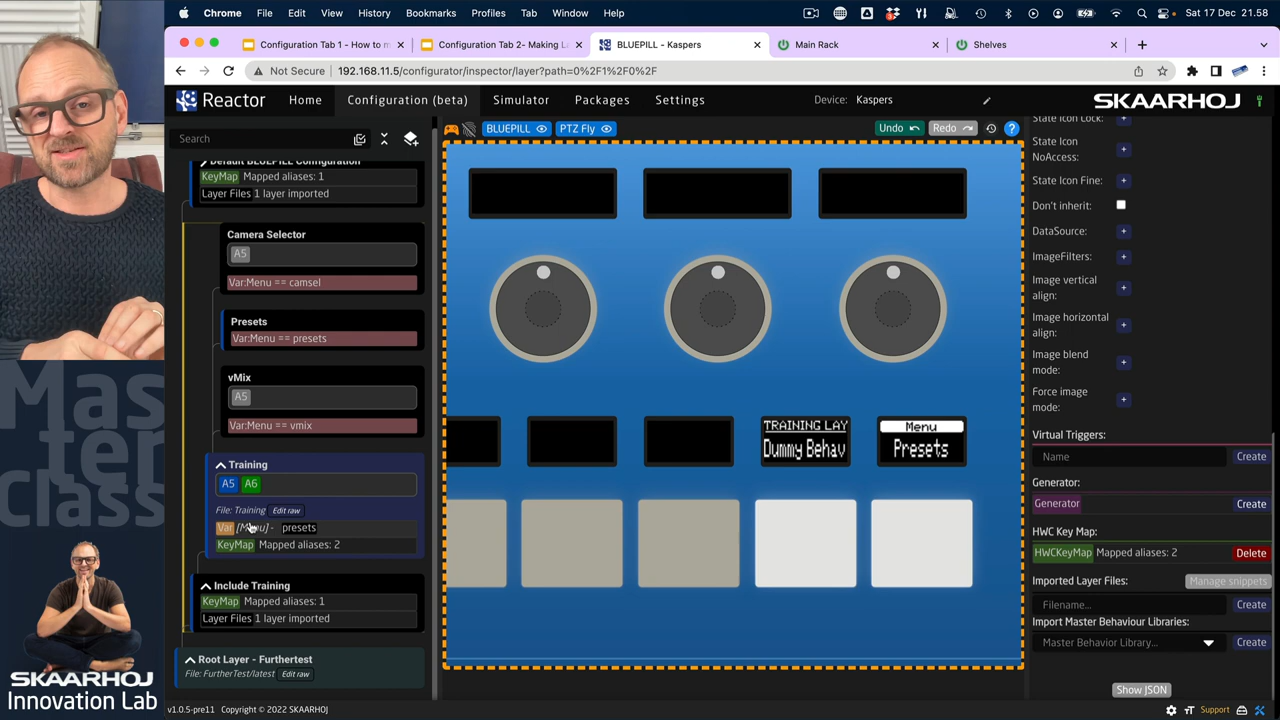 Chrome File Edit View History Bookmarks Profiles Tab Window Help
Sat 17 Dec 21.58
Configuration Tab 1 - How to m
Configuration Tab 2- Making L
BLUEPILL - Kaspers
Main Rack
Shelves
Not Secure 192.168.11.5/configurator/inspector/layer?path=0%2F1%2F0%2F
Reactor Home Configuration (beta) Simulator Packages Settings Device: Kaspers SKAARHOJ
Search
BLUEPILL PTZ Fly Undo Redo ?
Default BLUEPILL Configuration
KeyMap Mapped aliases: 1
Layer Files 1 layer imported
Camera Selector
A5
Var:Menu == camsel
Presets
Var:Menu == presets
vMix
A5
Var:Menu == vmix
Training
A5 A6
File: Training Edit raw
Var [Menu] - presets
KeyMap Mapped aliases: 2
Include Training
KeyMap Mapped aliases: 1
Layer Files 1 layer imported
Root Layer - Furthertest
File: FurtherTest/latest Edit raw
TRAINING LAY
Dummy Behav
Menu
Presets
State Icon Lock: +
State Icon
NoAccess: +
State Icon Fine: +
Don't inherit:
DataSource: +
ImageFilters: +
Image vertical
align: +
Image horizontal
align: +
Image blend
mode: +
Force image
mode: +
Virtual Triggers:
Name Create
Generator:
Generator Create
HWC Key Map:
HWCKeyMap Mapped aliases: 2 Delete
Imported Layer Files: Manage snippets
Filename... Create
Import Master Behaviour Libraries:
Master Behavior Library... Create
Show JSON
v1.0.5-pre11 Copyright © 2022 SKAARHOJ
Support
Mas
ter
Class
SKAARHOJ
Innovation Lab